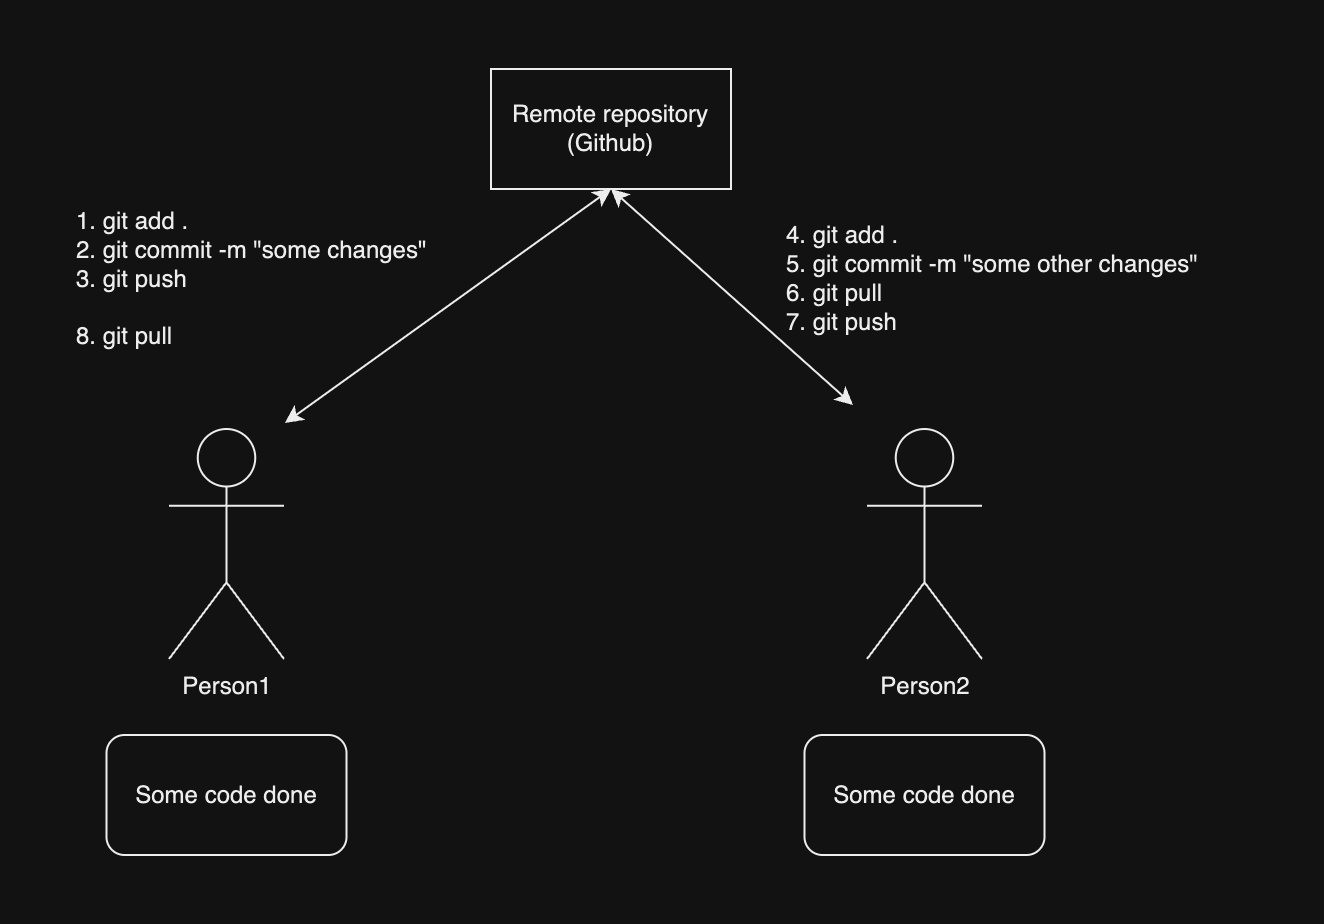 Remote repository
(Github)
1. git add .
2. git commit -m "some changes"
3. git push
8. git pull
4. git add .
5. git commit -m "some other changes"
6. git pull
7. git push
Person1
Person2
Some code done
Some code done